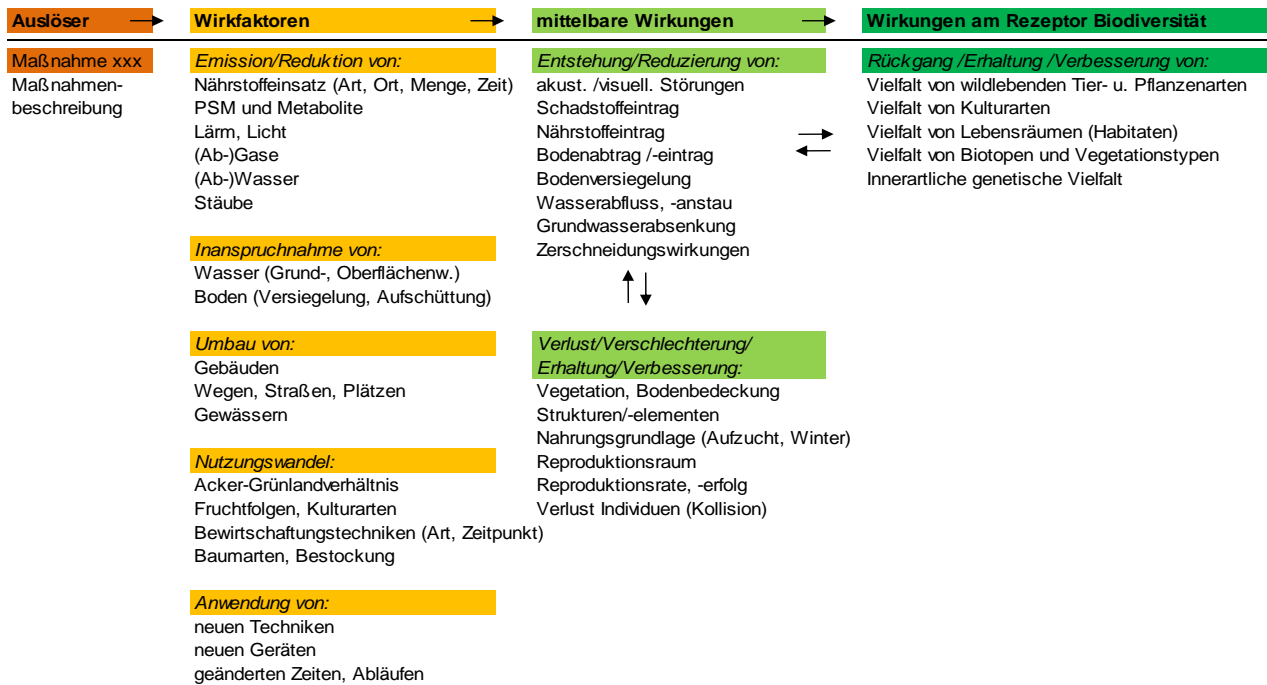 Auslöser
Wirkfaktoren
mittelbare Wirkungen
Wirkungen am Rezeptor Biodiversität
Maßnahme xxx
Maßnahmen-
beschreibung
Emission/Reduktion von:
Nährstoffeinsatz (Art, Ort, Menge, Zeit)
PSM und Metabolite
Lärm, Licht
(Ab-)Gase
(Ab-)Wasser
Stäube
Inanspruchnahme von:
Wasser (Grund-, Oberflächenw.)
Boden (Versiegelung, Aufschüttung)
Umbau von:
Gebäuden
Wegen, Straßen, Plätzen
Gewässern
Nutzungswandel:
Acker-Grünlandverhältnis
Fruchtfolgen, Kulturarten
Bewirtschaftungstechniken (Art, Zeitpunkt)
Baumarten, Bestockung
Anwendung von:
neuen Techniken
neuen Geräten
geänderten Zeiten, Abläufen
Entstehung/Reduzierung von:
akust. /visuell. Störungen
Schadstoffeintrag
Nährstoffeintrag
Bodenabtrag /-eintrag
Bodenversiegelung
Wasserabfluss, -anstau
Grundwasserabsenkung
Zerschneidungswirkungen
Verlust/Verschlechterung/
Erhaltung/Verbesserung:
Vegetation, Bodenbedeckung
Strukturen/-elementen
Nahrungsgrundlage (Aufzucht, Winter)
Reproduktionsraum
Reproduktionsrate, -erfolg
Verlust Individuen (Kollision)
Rückgang /Erhaltung /Verbesserung von:
Vielfalt von wildlebenden Tier- u. Pflanzenarten
Vielfalt von Kulturarten
Vielfalt von Lebensräumen (Habitaten)
Vielfalt von Biotopen und Vegetationstypen
Innerartliche genetische Vielfalt